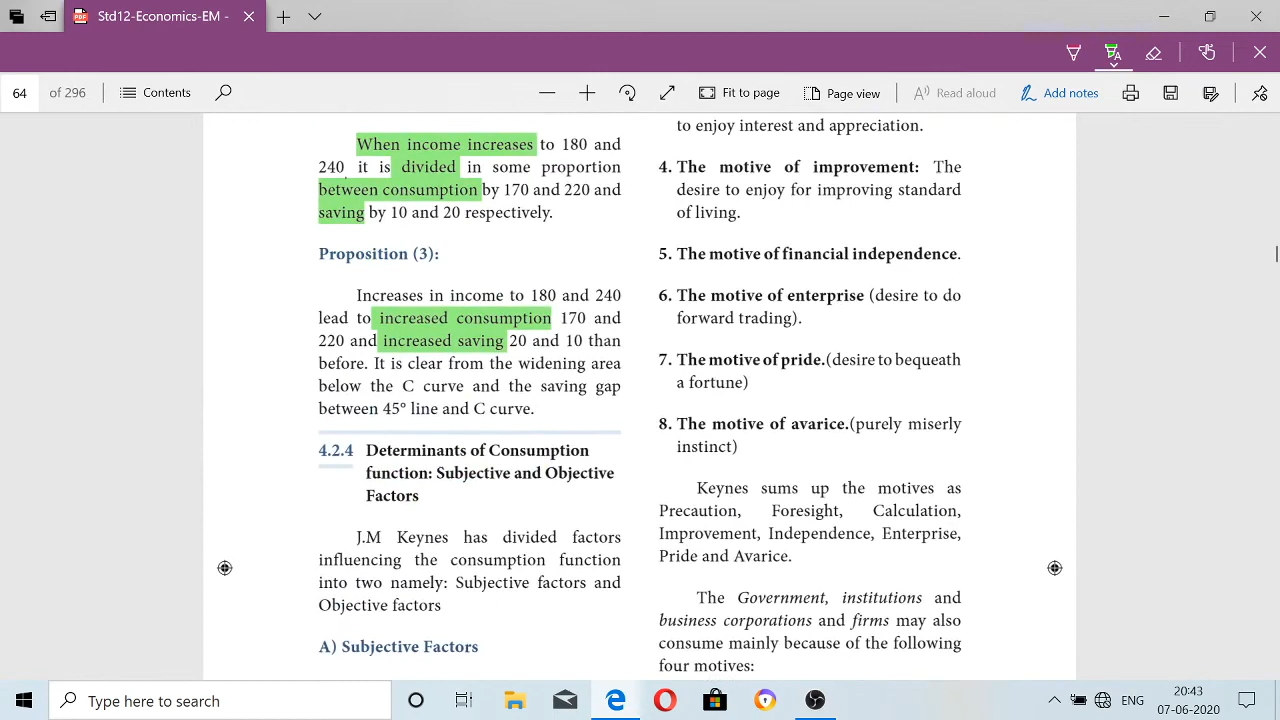 Std12-Economics-EM -
64
of 296
Contents
Fit to page
Page view
Read aloud
Add notes
When income increases to 180 and
240 it is divided in some proportion
between consumption by 170 and 220 and
saving by 10 and 20 respectively.
Proposition (3):
Increases in income to 180 and 240
lead to increased consumption 170 and
220 and increased saving 20 and 10 than
before. It is clear from the widening area
below the C curve and the saving gap
between 45° line and C curve.
4.2.4 Determinants of Consumption
function: Subjective and Objective
Factors
J.M Keynes has divided factors
influencing the consumption function
into two namely: Subjective factors and
Objective factors
A) Subjective Factors
to enjoy interest and appreciation.
4. The motive of improvement: The
desire to enjoy for improving standard
of living.
5. The motive of financial independence.
6. The motive of enterprise (desire to do
forward trading).
7. The motive of pride.(desire to bequeath
a fortune)
8. The motive of avarice.(purely miserly
instinct)
Keynes sums up the motives as
Precaution, Foresight, Calculation,
Improvement, Independence, Enterprise,
Pride and Avarice.
The Government, institutions and
business corporations and firms may also
consume mainly because of the following
four motives:
Type here to search
ENG
20:43
07-06-2020